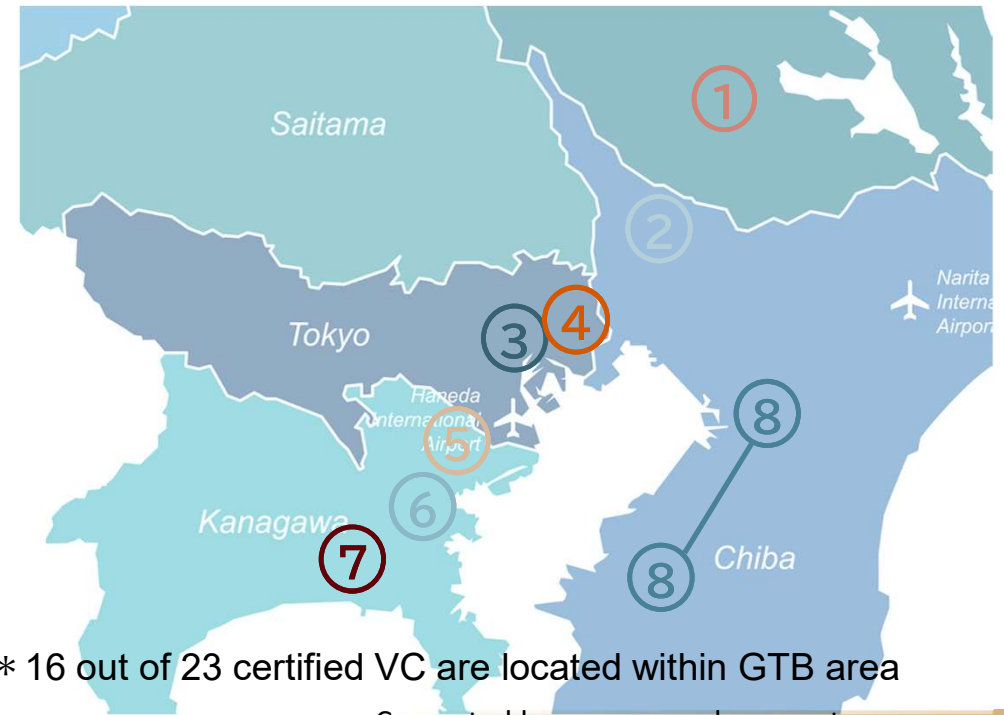 Saitama
①
②
Narita
Interna
Airpor
Tokyo
③
④
Haneda
International
Airport
⑤
⑧
⑥
Kanagawa
⑦
Chiba
⑧
* 16 out of 23 certified VC are located within GTB area